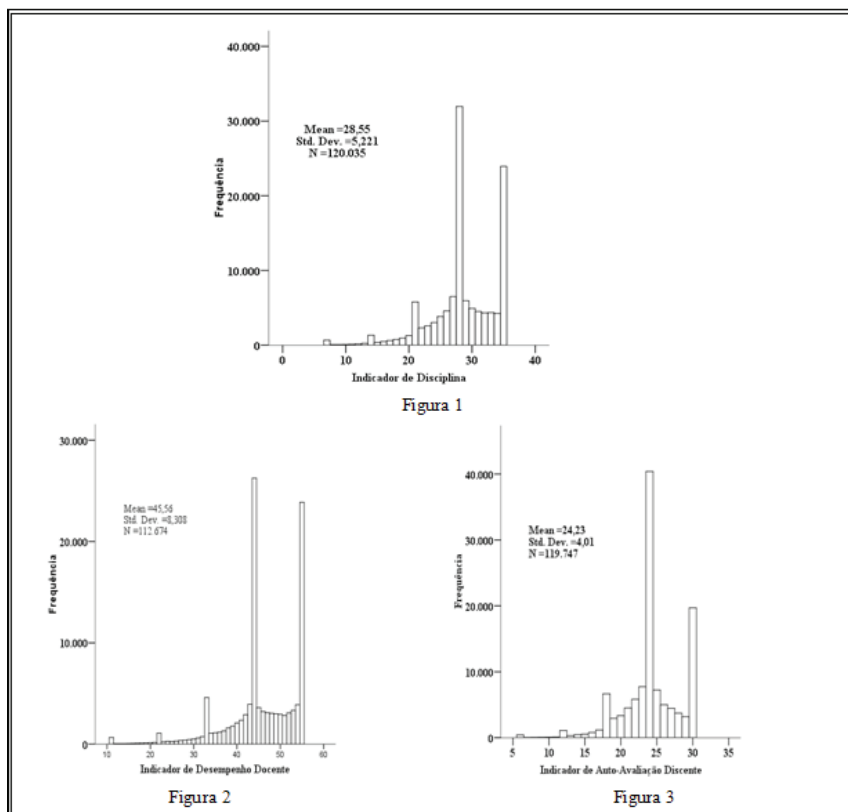 40.000
30.000
20.000
10.000
0
Frequência
Mean =28,55
Std. Dev. =5,221
N =120.035
0 10 20 30 40
Indicador de Disciplina
Figura 1
30.000
20.000
10.000
0
Frequência
Mean =45,56
Std. Dev. =8,308
N =112.674
10 20 30 40 50 60
Indicador de Desempenho Docente
Figura 2
40.000
30.000
20.000
10.000
0
Frequência
Mean =24,23
Std. Dev. =4,01
N =119.747
5 10 15 20 25 30 35
Indicador de Auto-Avaliação Discente
Figura 3